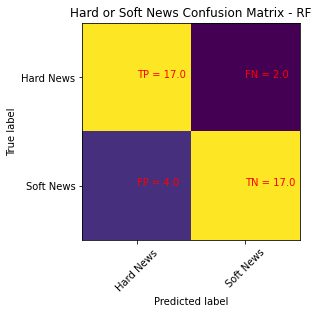 Hard or Soft News Confusion Matrix - RF
True label
Hard News
TP = 17.0
FN = 2.0
Soft News
FP = 4.0
TN = 17.0
Hard News
Soft News
Predicted label